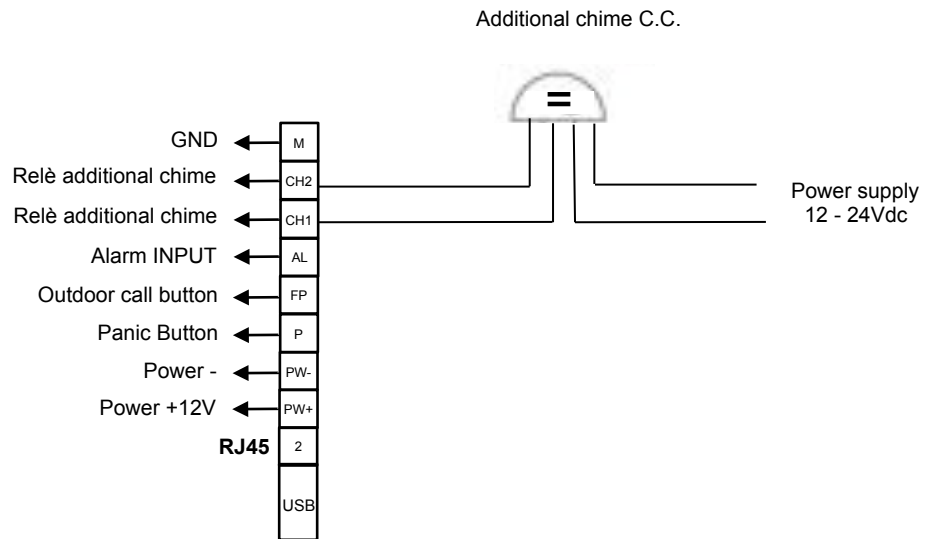 Additional chime C.C.
=
GND M
Relè additional chime CH2
Relè additional chime CH1
Power supply
12 - 24Vdc
Alarm INPUT AL
Outdoor call button FP
Panic Button P
Power - PW-
Power +12V PW+
RJ45 2
USB